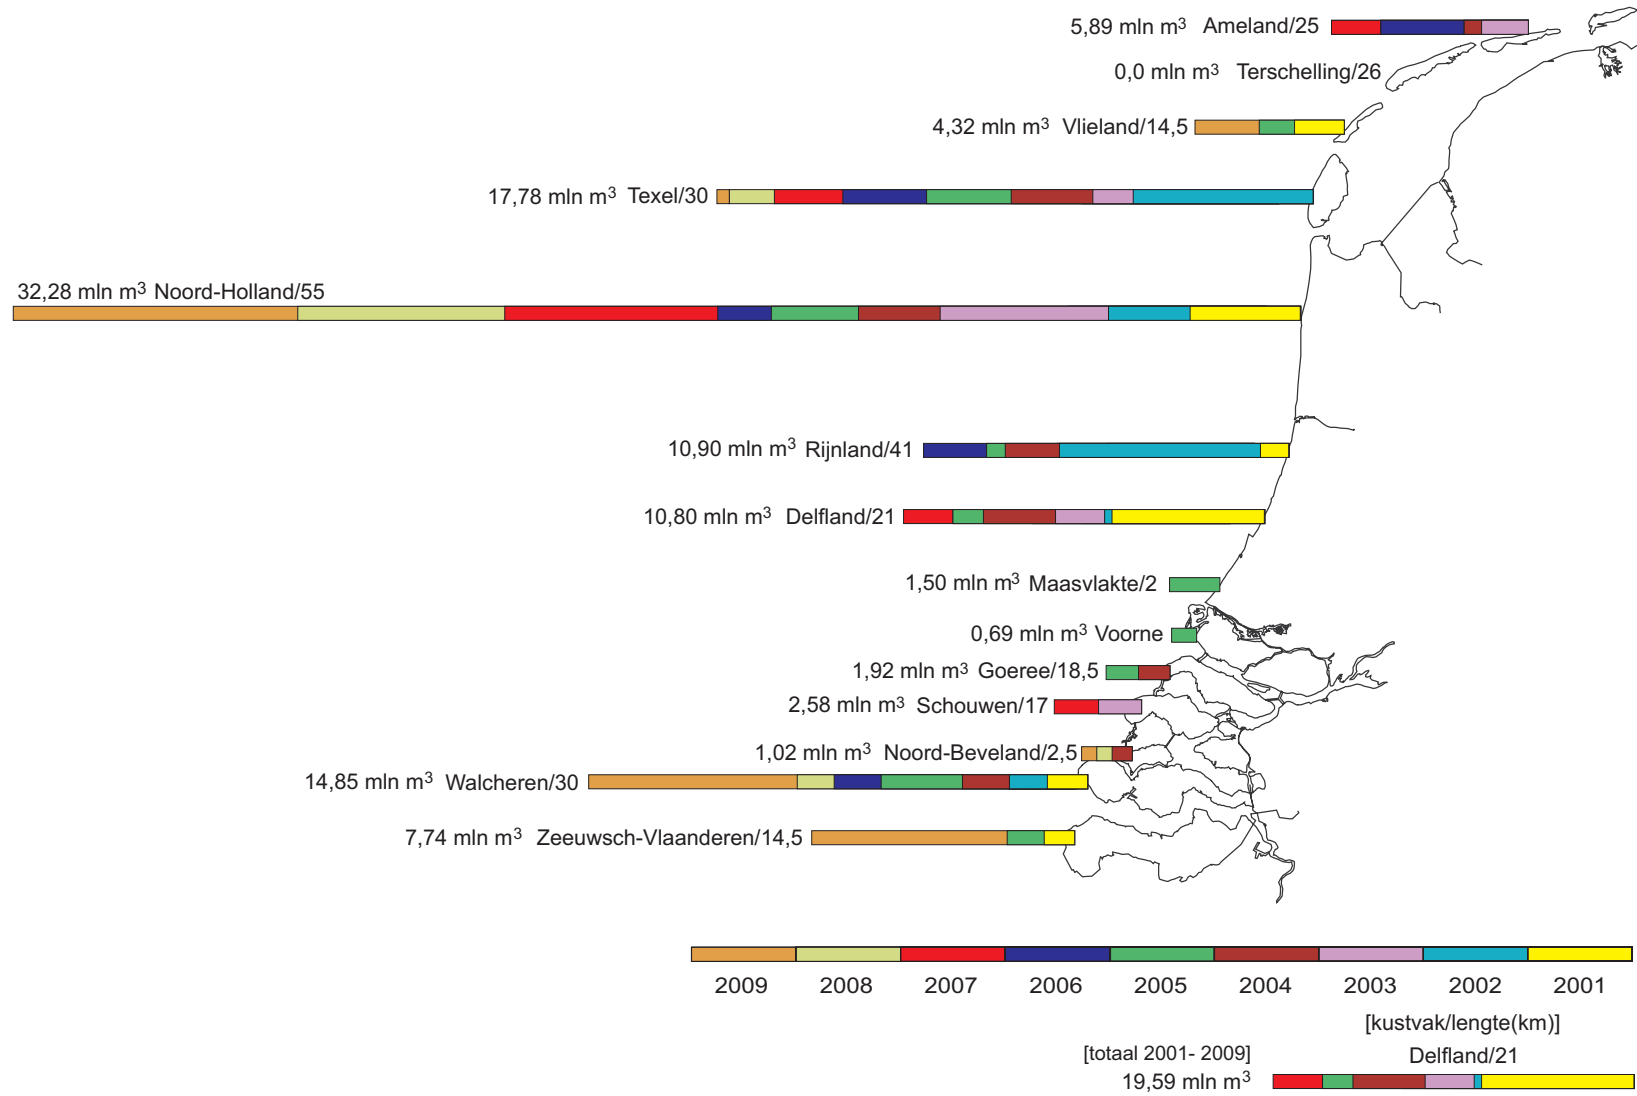 5,89 mln m³ Ameland/25
0,0 mln m³ Terschelling/26
4,32 mln m³ Vlieland/14,5
17,78 mln m³ Texel/30
32,28 mln m³ Noord-Holland/55
10,90 mln m³ Rijnland/41
10,80 mln m³ Delfland/21
1,50 mln m³ Maasvlakte/2
0,69 mln m³ Voorne
1,92 mln m³ Goeree/18,5
2,58 mln m³ Schouwen/17
1,02 mln m³ Noord-Beveland/2,5
14,85 mln m³ Walcheren/30
7,74 mln m³ Zeeuwsch-Vlaanderen/14,5
2009 2008 2007 2006 2005 2004 2003 2002 2001
[kustvak/lengte(km)]
[totaal 2001- 2009] Delfland/21
19,59 mln m³